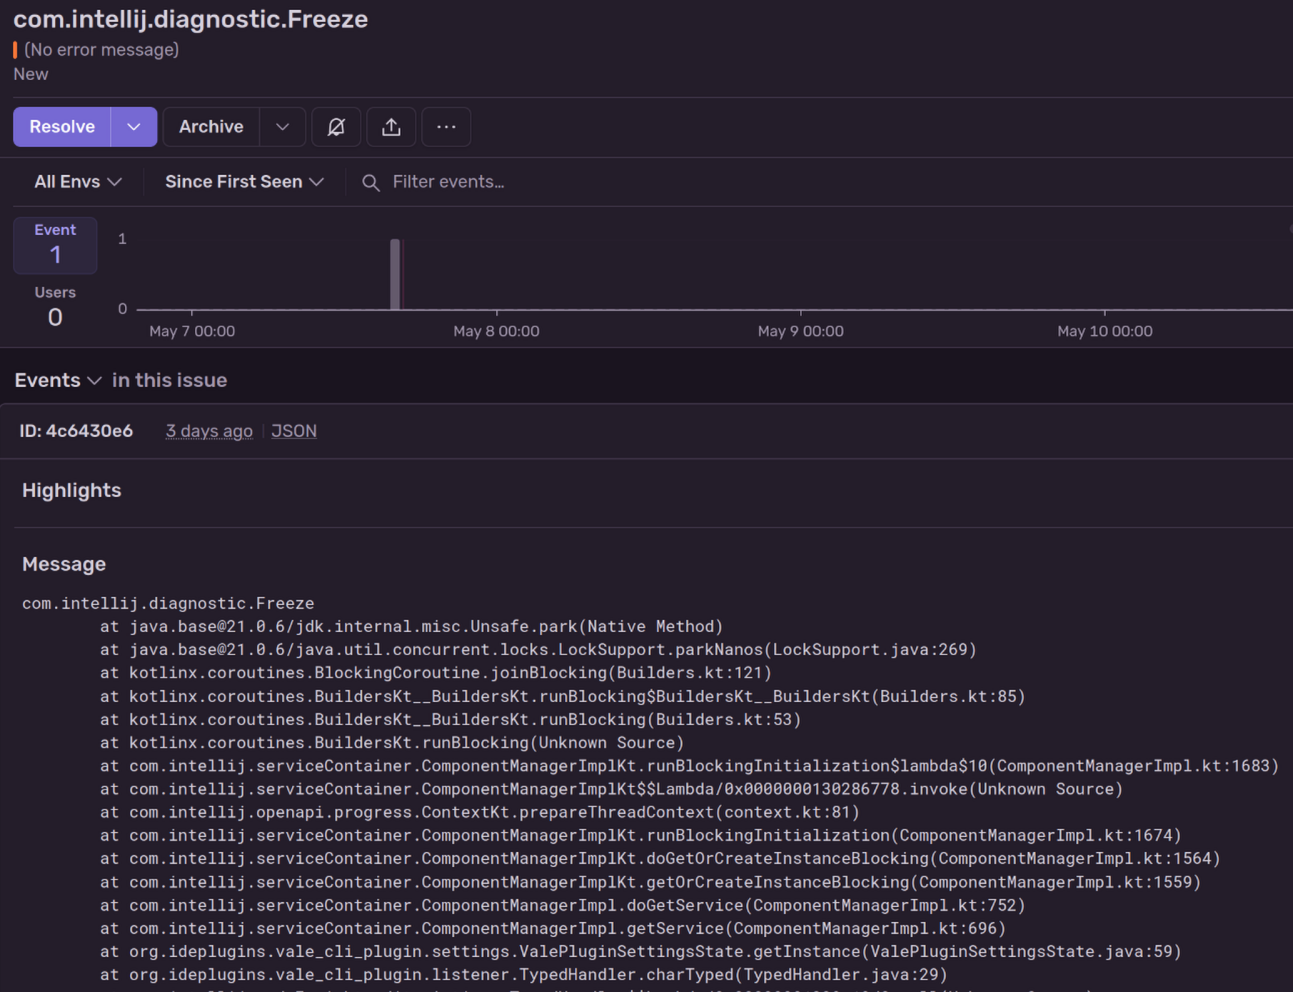 com.intellij.diagnostic.Freeze
(No error message)
New
Resolve
Archive
All Envs
Since First Seen
Filter events...
Event
1
Users
0
1
0
May 7 00:00
May 8 00:00
May 9 00:00
May 10 00:00
Events in this issue
ID: 4c6430e6 3 days ago JSON
Highlights
Message
com.intellij.diagnostic.Freeze
at java.base@21.0.6/jdk.internal.misc.Unsafe.park(Native Method)
at java.base@21.0.6/java.util.concurrent.locks.LockSupport.parkNanos(LockSupport.java:269)
at kotlinx.coroutines.BlockingCoroutine.joinBlocking(Builders.kt:121)
at kotlinx.coroutines.BuildersKt__BuildersKt.runBlocking$BuildersKt__BuildersKt(Builders.kt:85)
at kotlinx.coroutines.BuildersKt__BuildersKt.runBlocking(Builders.kt:53)
at kotlinx.coroutines.BuildersKt.runBlocking(Unknown Source)
at com.intellij.serviceContainer.ComponentManagerImplKt.runBlockingInitialization$lambda$10(ComponentManagerImpl.kt:1683)
at com.intellij.serviceContainer.ComponentManagerImplKt$$Lambda/0x0000000130286778.invoke(Unknown Source)
at com.intellij.openapi.progress.ContextKt.prepareThreadContext(context.kt:81)
at com.intellij.serviceContainer.ComponentManagerImplKt.runBlockingInitialization(ComponentManagerImpl.kt:1674)
at com.intellij.serviceContainer.ComponentManagerImplKt.doGetOrCreateInstanceBlocking(ComponentManagerImpl.kt:1564)
at com.intellij.serviceContainer.ComponentManagerImplKt.getOrCreateInstanceBlocking(ComponentManagerImpl.kt:1559)
at com.intellij.serviceContainer.ComponentManagerImpl.doGetService(ComponentManagerImpl.kt:752)
at com.intellij.serviceContainer.ComponentManagerImpl.getService(ComponentManagerImpl.kt:696)
at org.ideplugins.vale_cli_plugin.settings.ValePluginSettingsState.getInstance(ValePluginSettingsState.java:59)
at org.ideplugins.vale_cli_plugin.listener.TypedHandler.charTyped(TypedHandler.java:29)